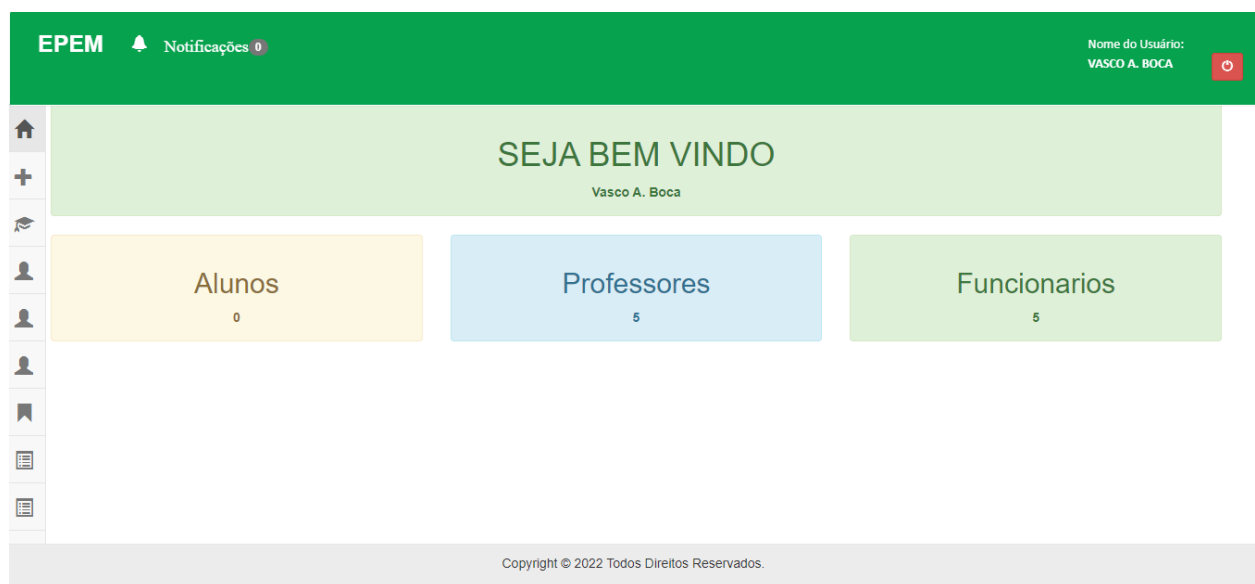 EPEM Notificações 0
Nome do Usuário:
VASCO A. BOCA
SEJA BEM VINDO
Vasco A. Boca
Alunos
0
Professores
5
Funcionarios
5
Copyright © 2022 Todos Direitos Reservados.